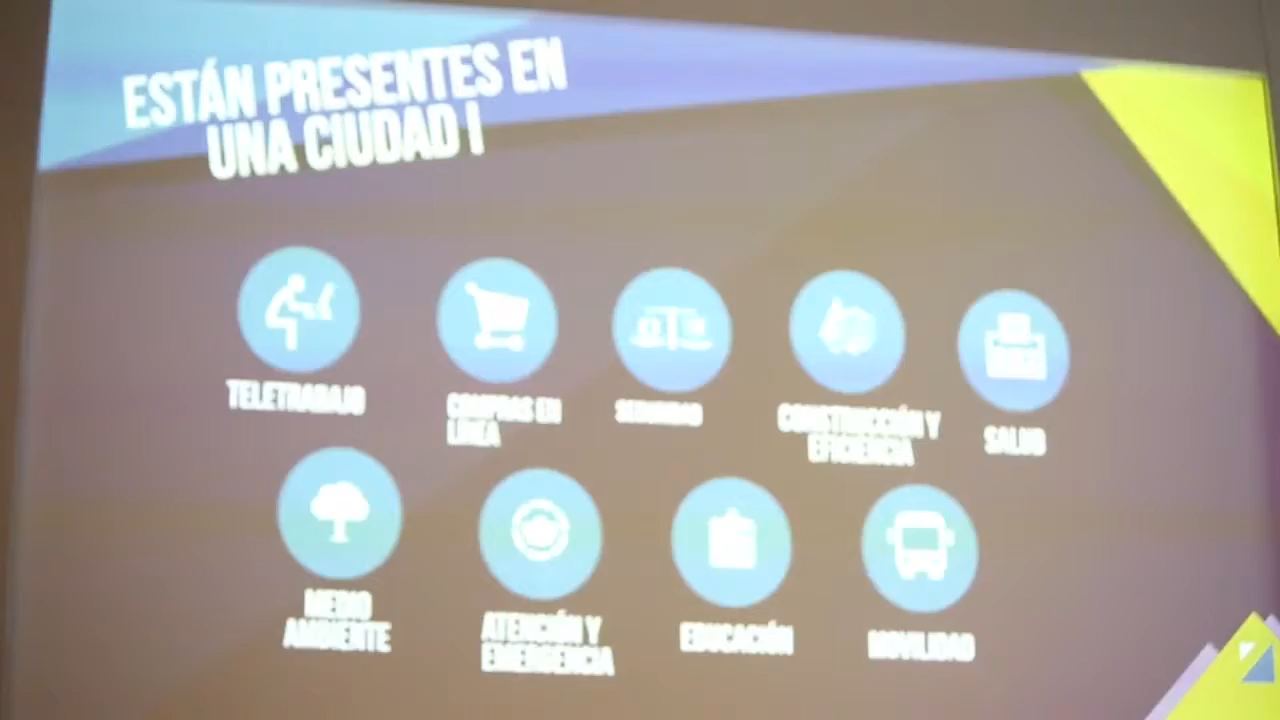 ESTÁN PRESENTES EN
UNA CIUDAD I
TELETRABAJO
COMPRAS EN
LÍNEA
SEGURIDAD
CONSTRUCCIÓN Y
EFICIENCIA
SALUD
MEDIO
AMBIENTE
ATENCIÓN Y
EMERGENCIA
EDUCACIÓN
MOVILIDAD